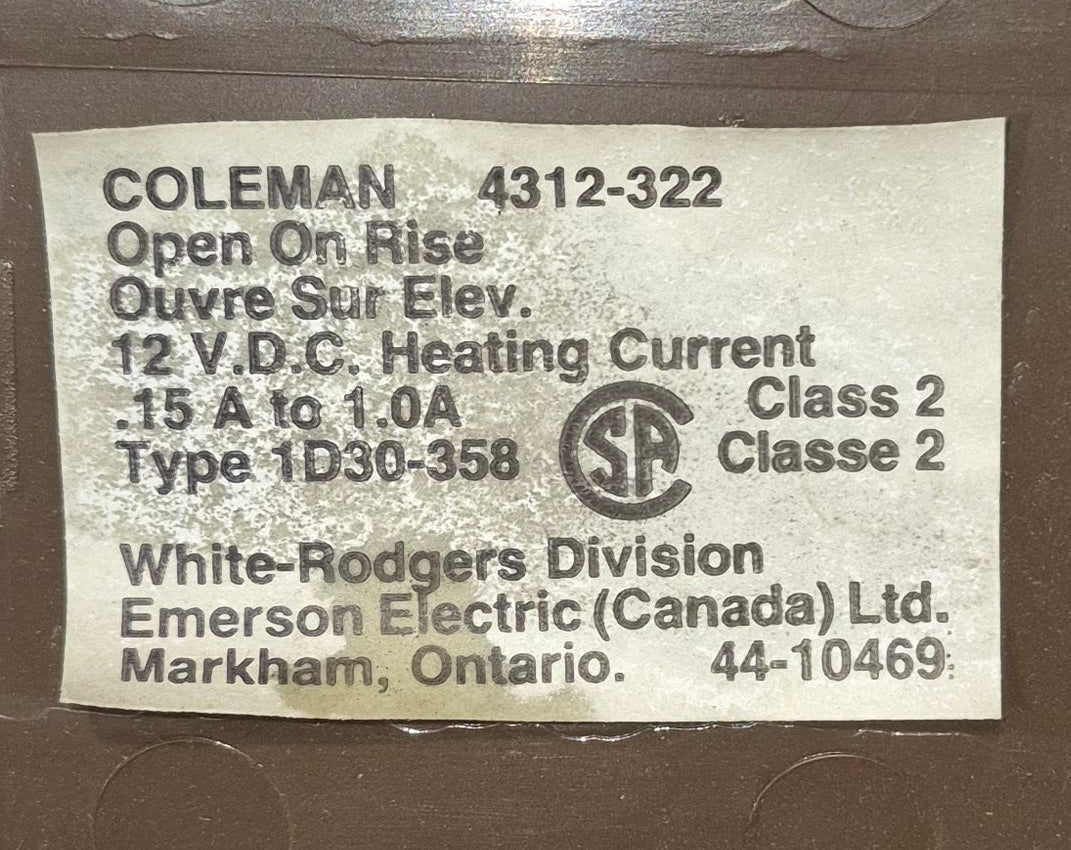 COLEMAN 4312-322
Open On Rise
Ouvre Sur Elev.
12 V.D.C. Heating Current
.15 A to 1.0A
Class 2
Type 1D30-358
SA
Classe 2
White-Rodgers Division
Emerson Electric (Canada) Ltd.
Markham, Ontario. 44-10469